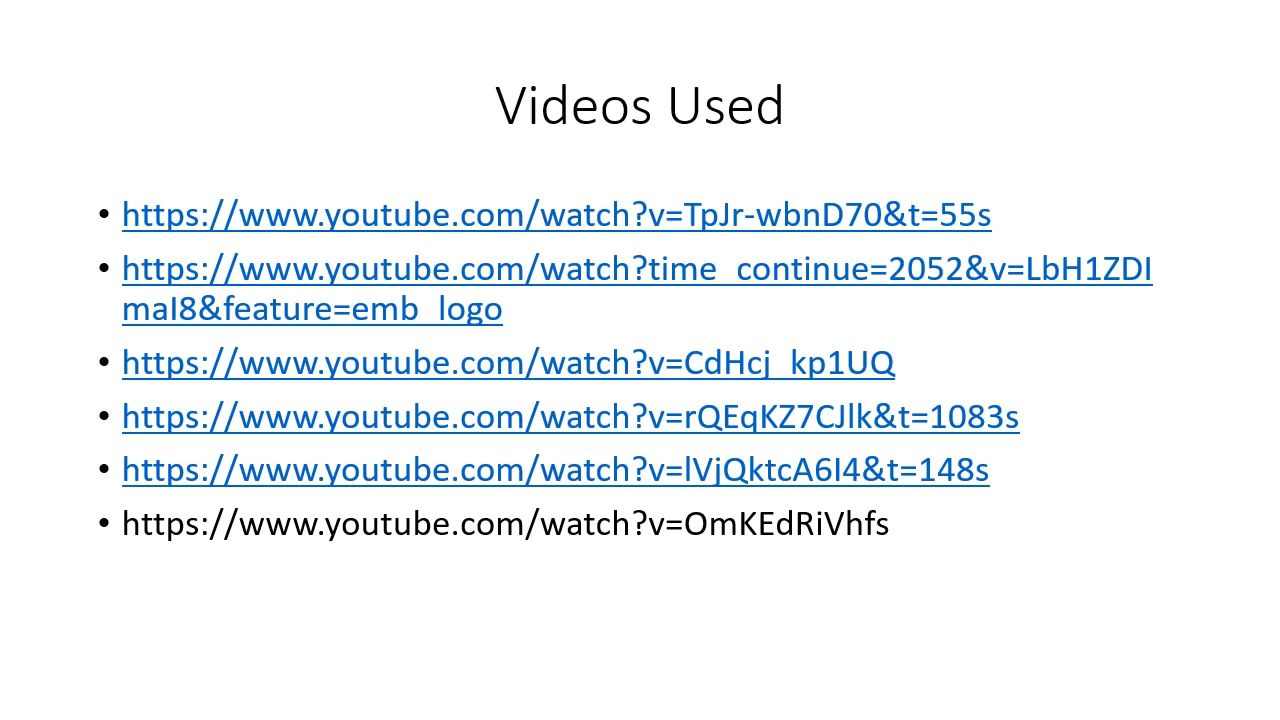 Videos Used
• https://www.youtube.com/watch?v=TpJr-wbnD70&t=55s
• https://www.youtube.com/watch?time_continue=2052&v=LbH1ZDI
maI8&feature=emb_logo
• https://www.youtube.com/watch?v=CdHcj_kp1UQ
• https://www.youtube.com/watch?v=rQEqKZ7CJlk&t=1083s
• https://www.youtube.com/watch?v=lVjQktcA6I4&t=148s
• https://www.youtube.com/watch?v=OmKEdRiVhfs